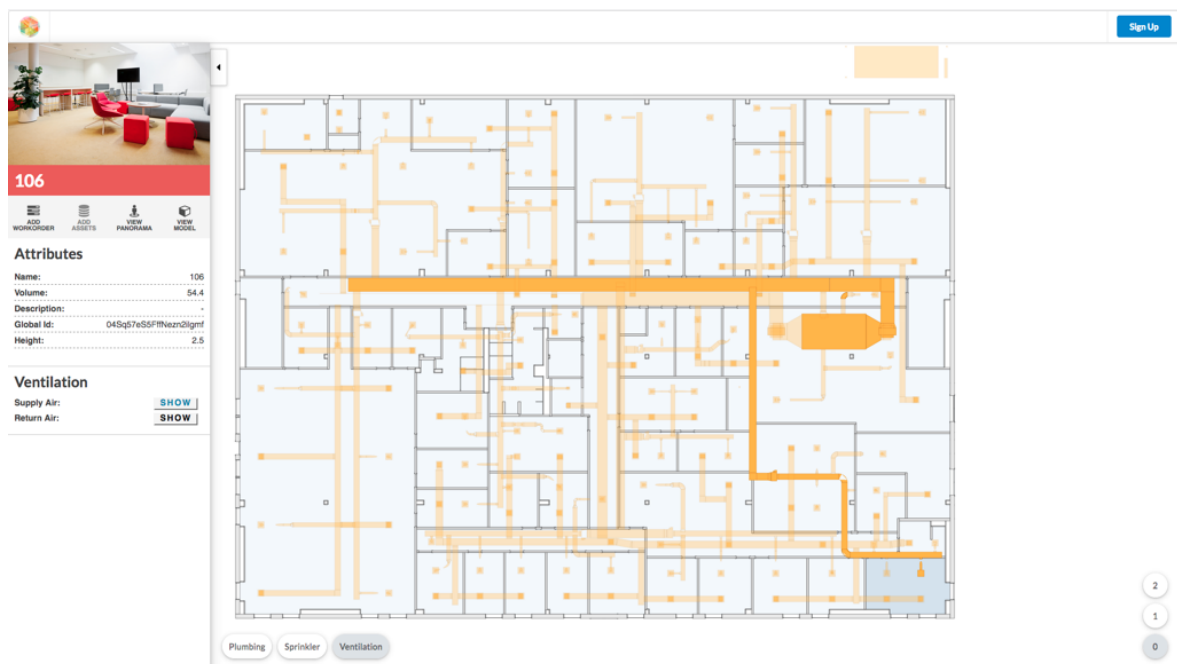 Sign Up
106
ADD
WORKORDER
ADD
ASSETS
VIEW
PANORAMA
VIEW
MODEL
Attributes
Name: 106
Volume: 54.4
Description: -
Global Id: 04Sq57eS5FffNezn2ilgmf
Height: 2.5
Ventilation
Supply Air: SHOW
Return Air: SHOW
Plumbing
Sprinkler
Ventilation
2
1
0